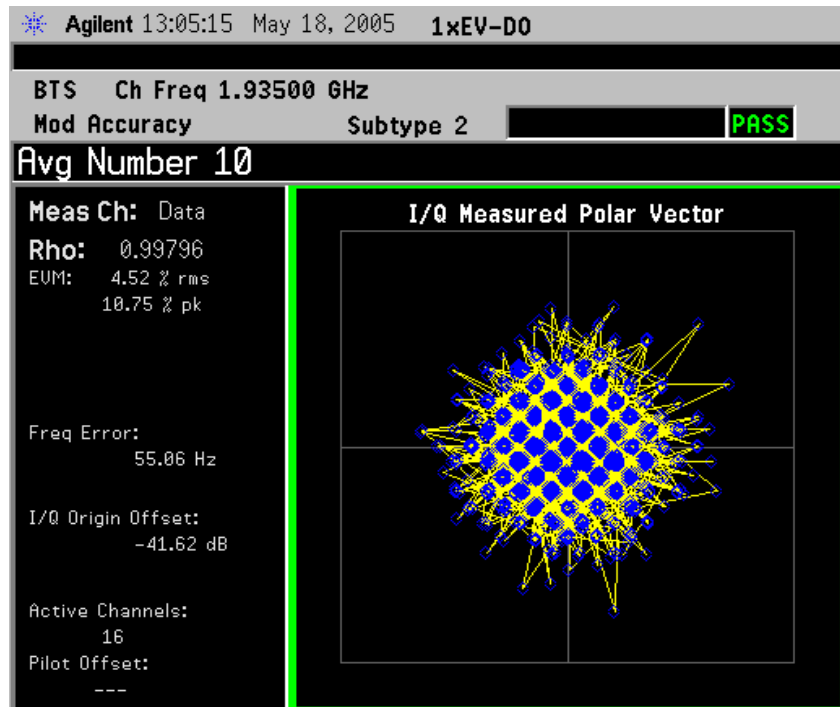 Agilent 13:05:15 May 18, 2005 1xEV-DO
BTS Ch Freq 1.93500 GHz
Mod Accuracy Subtype 2 PASS
Avg Number 10
Meas Ch: Data
Rho: 0.99796
EVM: 4.52 % rms
10.75 % pk
Freq Error:
55.06 Hz
I/Q Origin Offset:
-41.62 dB
Active Channels:
16
Pilot Offset:
---
I/Q Measured Polar Vector